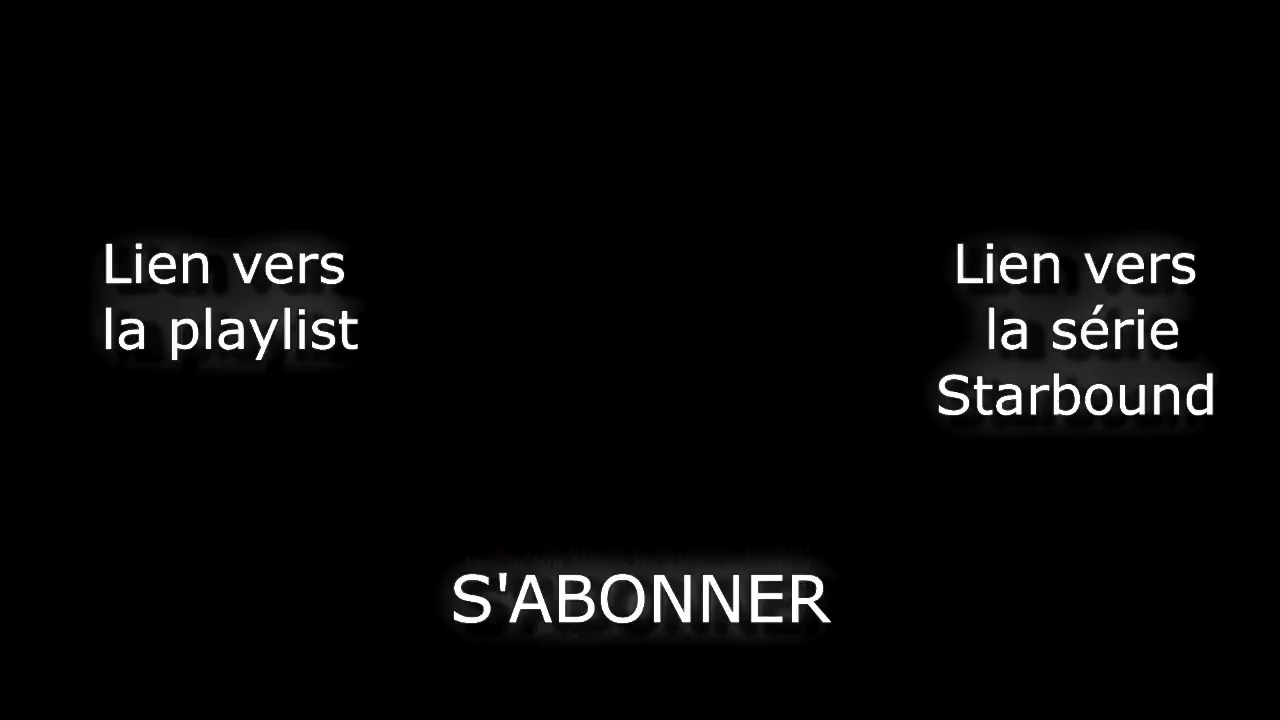 Lien vers
la playlist
Lien vers
la série
Starbound
S'ABONNER